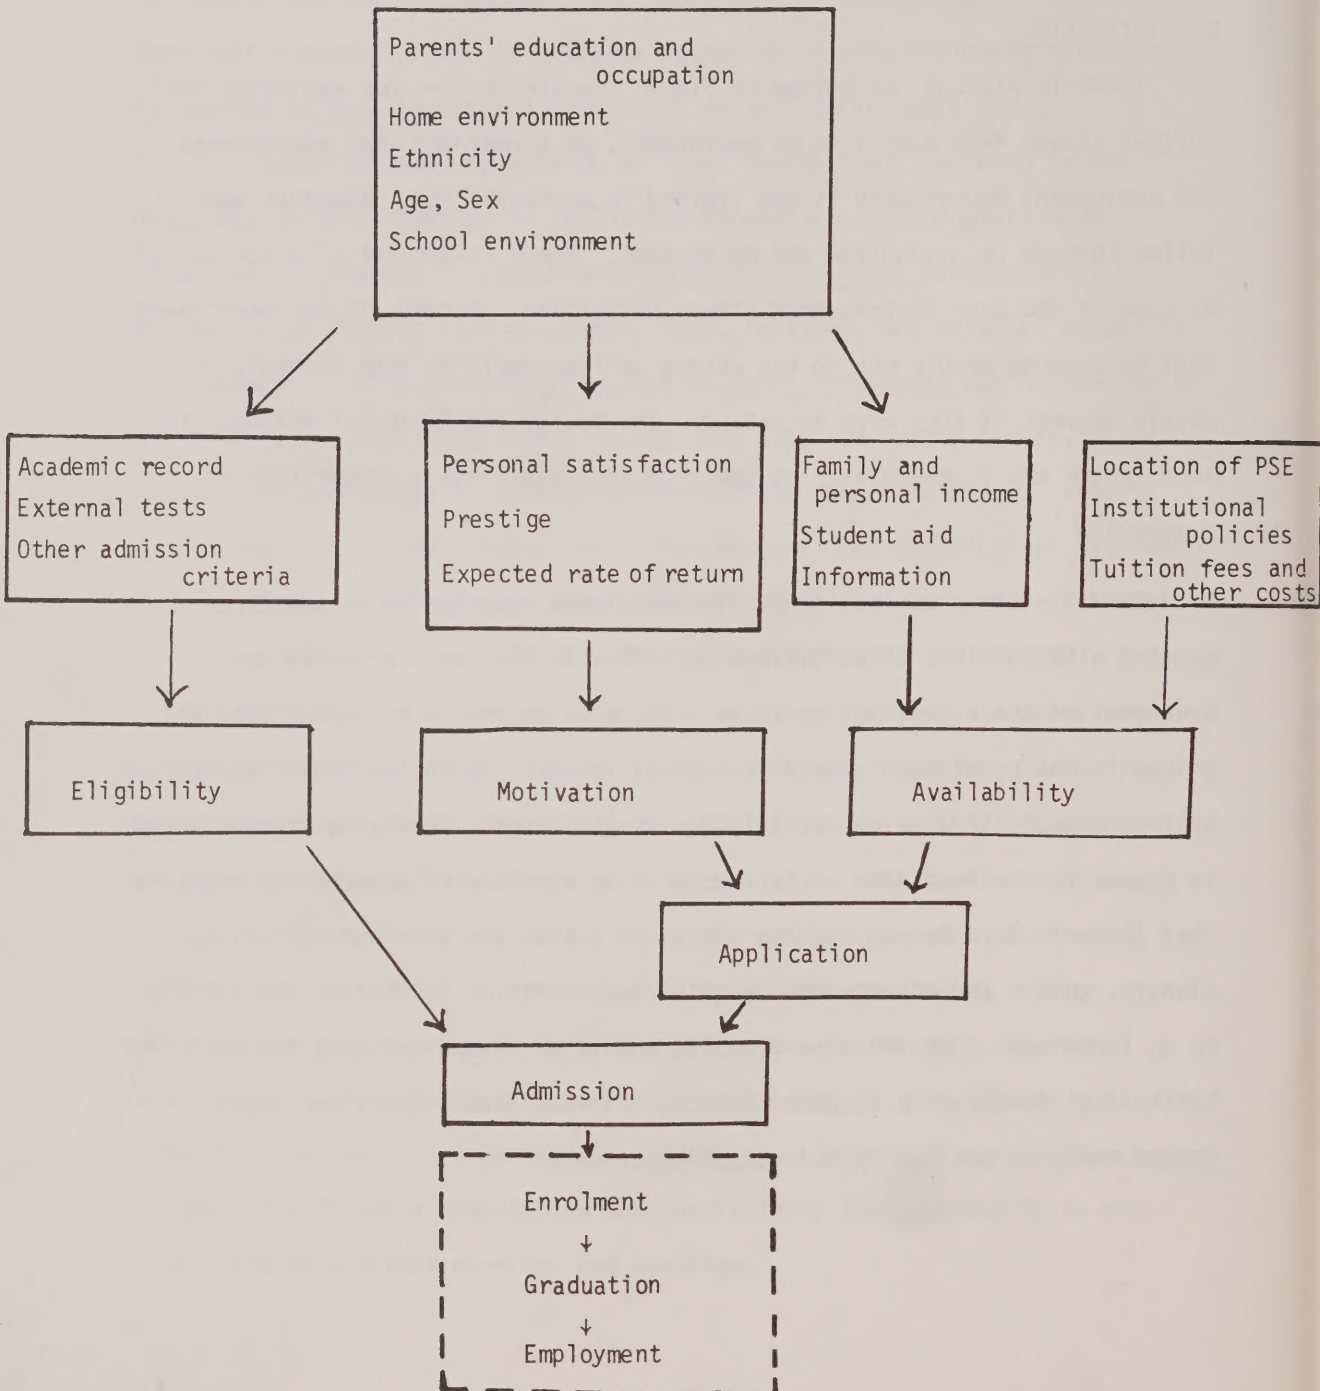 Parents' education and
occupation
Home environment
Ethnicity
Age, Sex
School environment
Academic record
External tests
Other admission
criteria
Personal satisfaction
Prestige
Expected rate of return
Family and
personal income
Student aid
Information
Location of PSE
Institutional
policies
Tuition fees and
other costs
Eligibility
Motivation
Availability
Application
Admission
Enrolment
↓
Graduation
↓
Employment